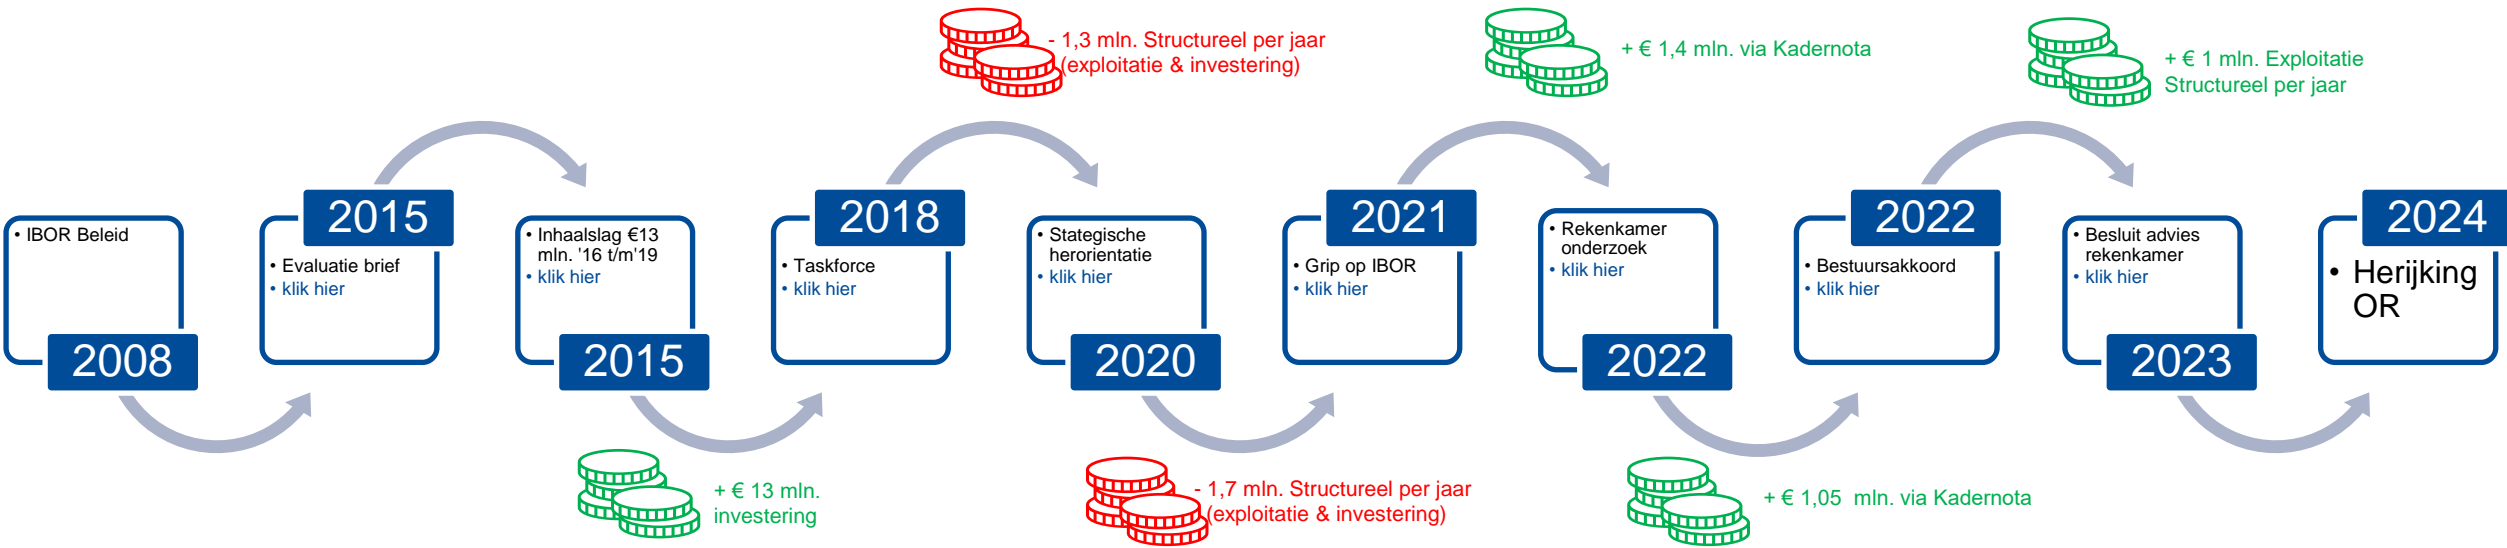 - 1,3 mln. Structureel per jaar
(exploitatie & investering)
+ € 1,4 mln. via Kadernota
+ € 1 mln. Exploitatie
Structureel per jaar
• IBOR Beleid
2008
2015
• Evaluatie brief
• klik hier
• Inhaalslag €13
mln. '16 t/m'19
• klik hier
2015
2018
• Taskforce
• klik hier
• Stategische
herorientatie
• klik hier
2020
2021
• Grip op IBOR
• klik hier
• Rekenkamer
onderzoek
• klik hier
2022
2022
• Bestuursakkoord
• klik hier
• Besluit advies
rekenkamer
• klik hier
2023
2024
• Herijking
OR
+ € 13 mln.
investering
- 1,7 mln. Structureel per jaar
(exploitatie & investering)
+ € 1,05 mln. via Kadernota